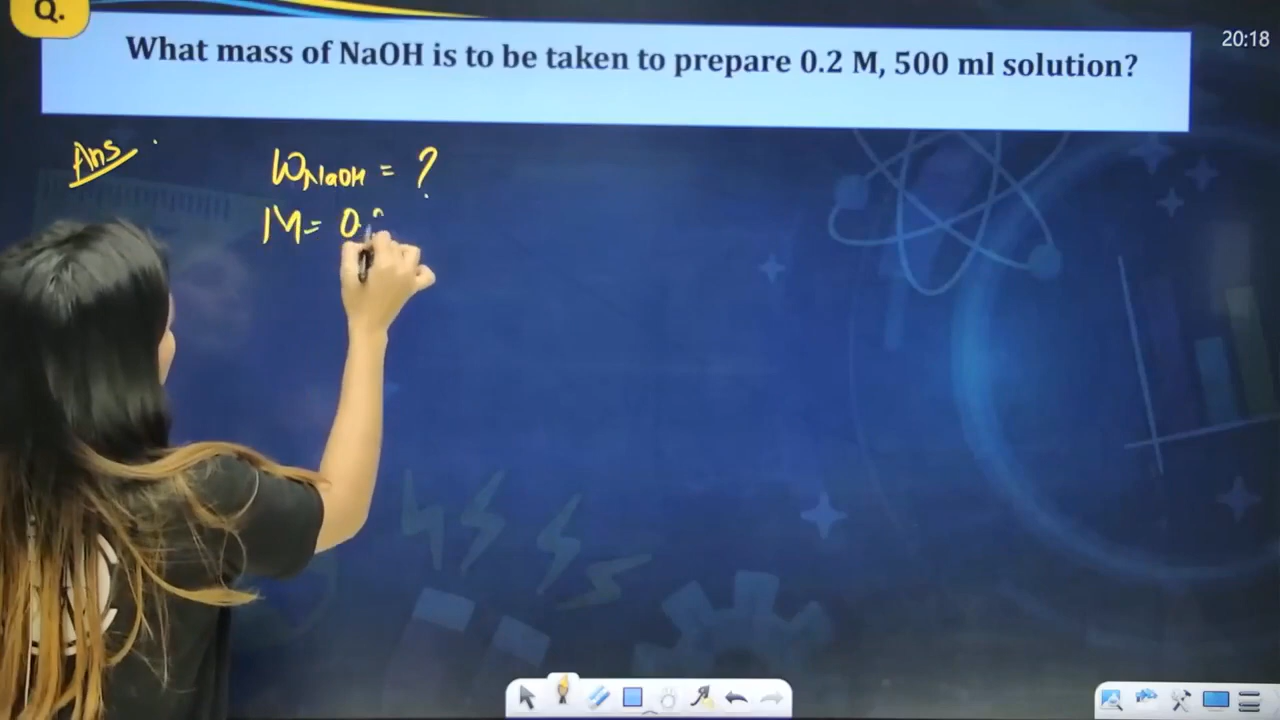 Q.
20:18
What mass of NaOH is to be taken to prepare 0.2 M, 500 ml solution?
Ans
W NaOH = ?
M = 0.